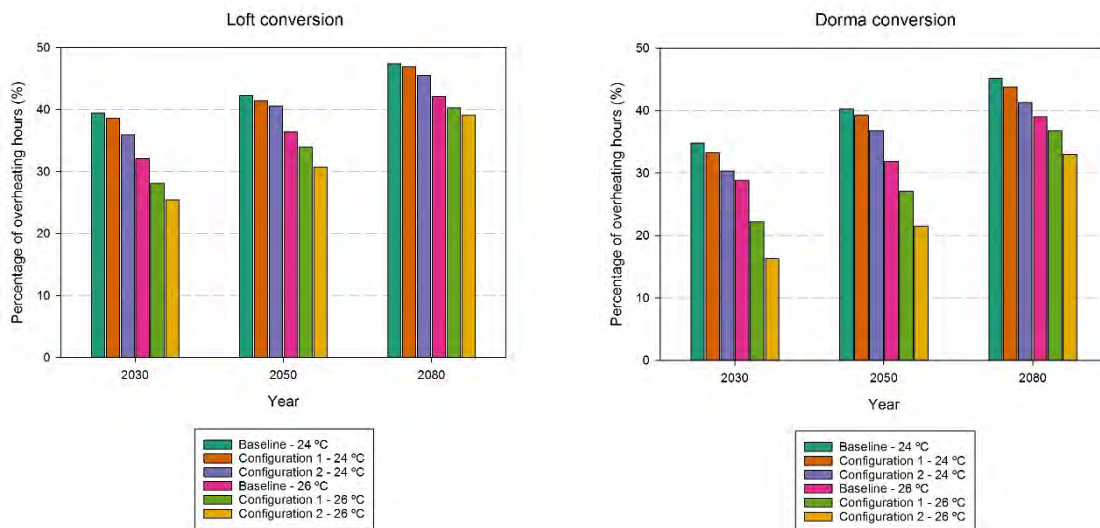 Loft conversion
Percentage of overheating hours (%)
50
40
30
20
10
0
2030 2050 2080
Year
Baseline - 24 ºC
Configuration 1 - 24 ºC
Configuration 2 - 24 ºC
Baseline - 26 ºC
Configuration 1 - 26 ºC
Configuration 2 - 26 ºC
Dorma conversion
Percentage of overheating hours (%)
50
40
30
20
10
0
2030 2050 2080
Year
Baseline - 24 ºC
Configuration 1 - 24 ºC
Configuration 2 - 24 ºC
Baseline - 26 ºC
Configuration 1 - 26 ºC
Configuration 2 - 26 ºC